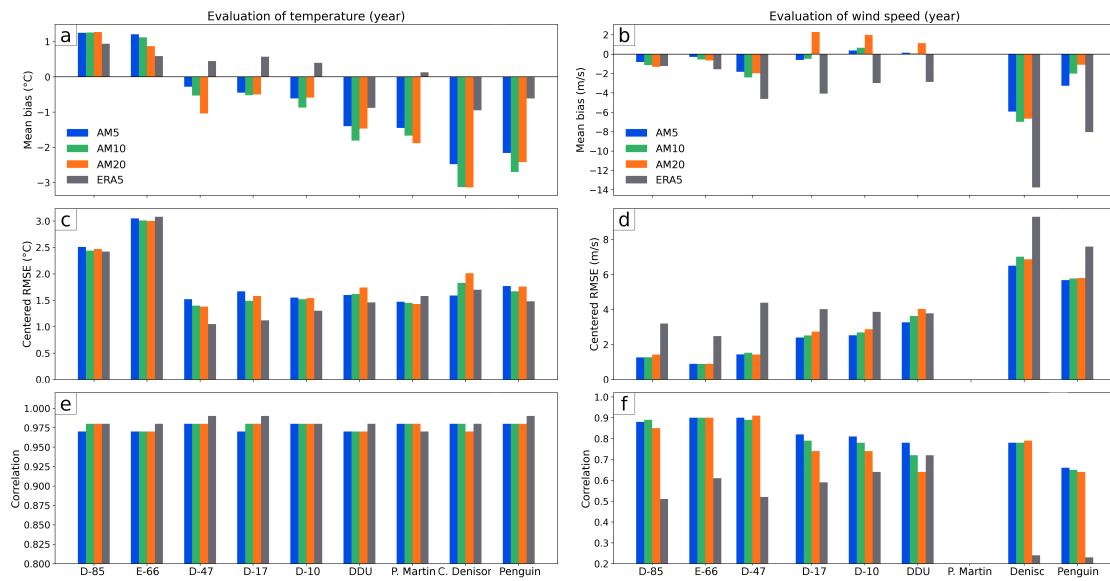 Evaluation of temperature (year)
Evaluation of wind speed (year)
a
Mean bias (°C)
1
0
−1
−2
−3
AM5
AM10
AM20
ERA5
b
Mean bias (m/s)
2
0
−2
−4
−6
−8
−10
−12
−14
AM5
AM10
AM20
ERA5
c
Centered RMSE (°C)
3.0
2.5
2.0
1.5
1.0
0.5
0.0
d
Centered RMSE (m/s)
8
6
4
2
0
e
Correlation
1.000
0.975
0.950
0.925
0.900
0.875
0.850
0.825
0.800
D-85 E-66 D-47 D-17 D-10 DDU P. Martin C. Denisor Penguin
f
Correlation
1.0
0.9
0.8
0.7
0.6
0.5
0.4
0.3
0.2
D-85 E-66 D-47 D-17 D-10 DDU P. Martin Denisc Penguin